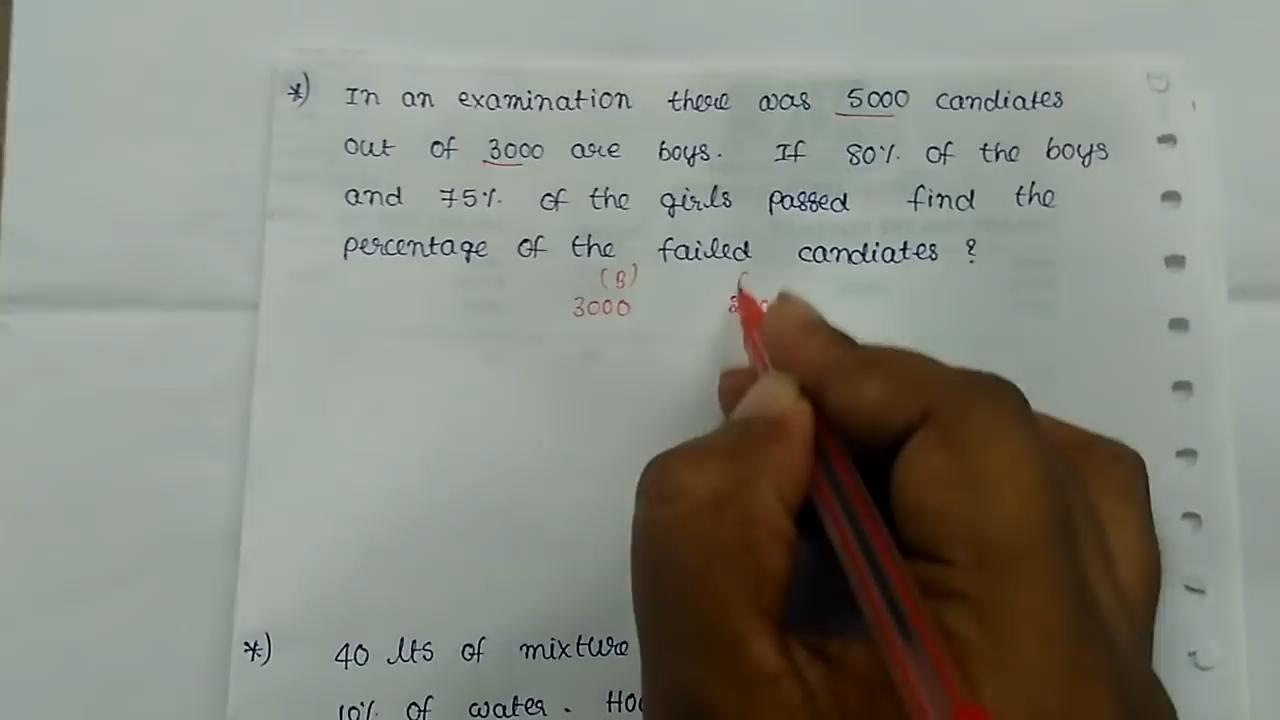 *) In an examination there was 5000 candiates
out of 3000 are boys. If 80% of the boys
and 75% of the girls passed find the
percentage of the failed candiates ?
(B)
3000
*) 40 lts of mixture
10% of water.